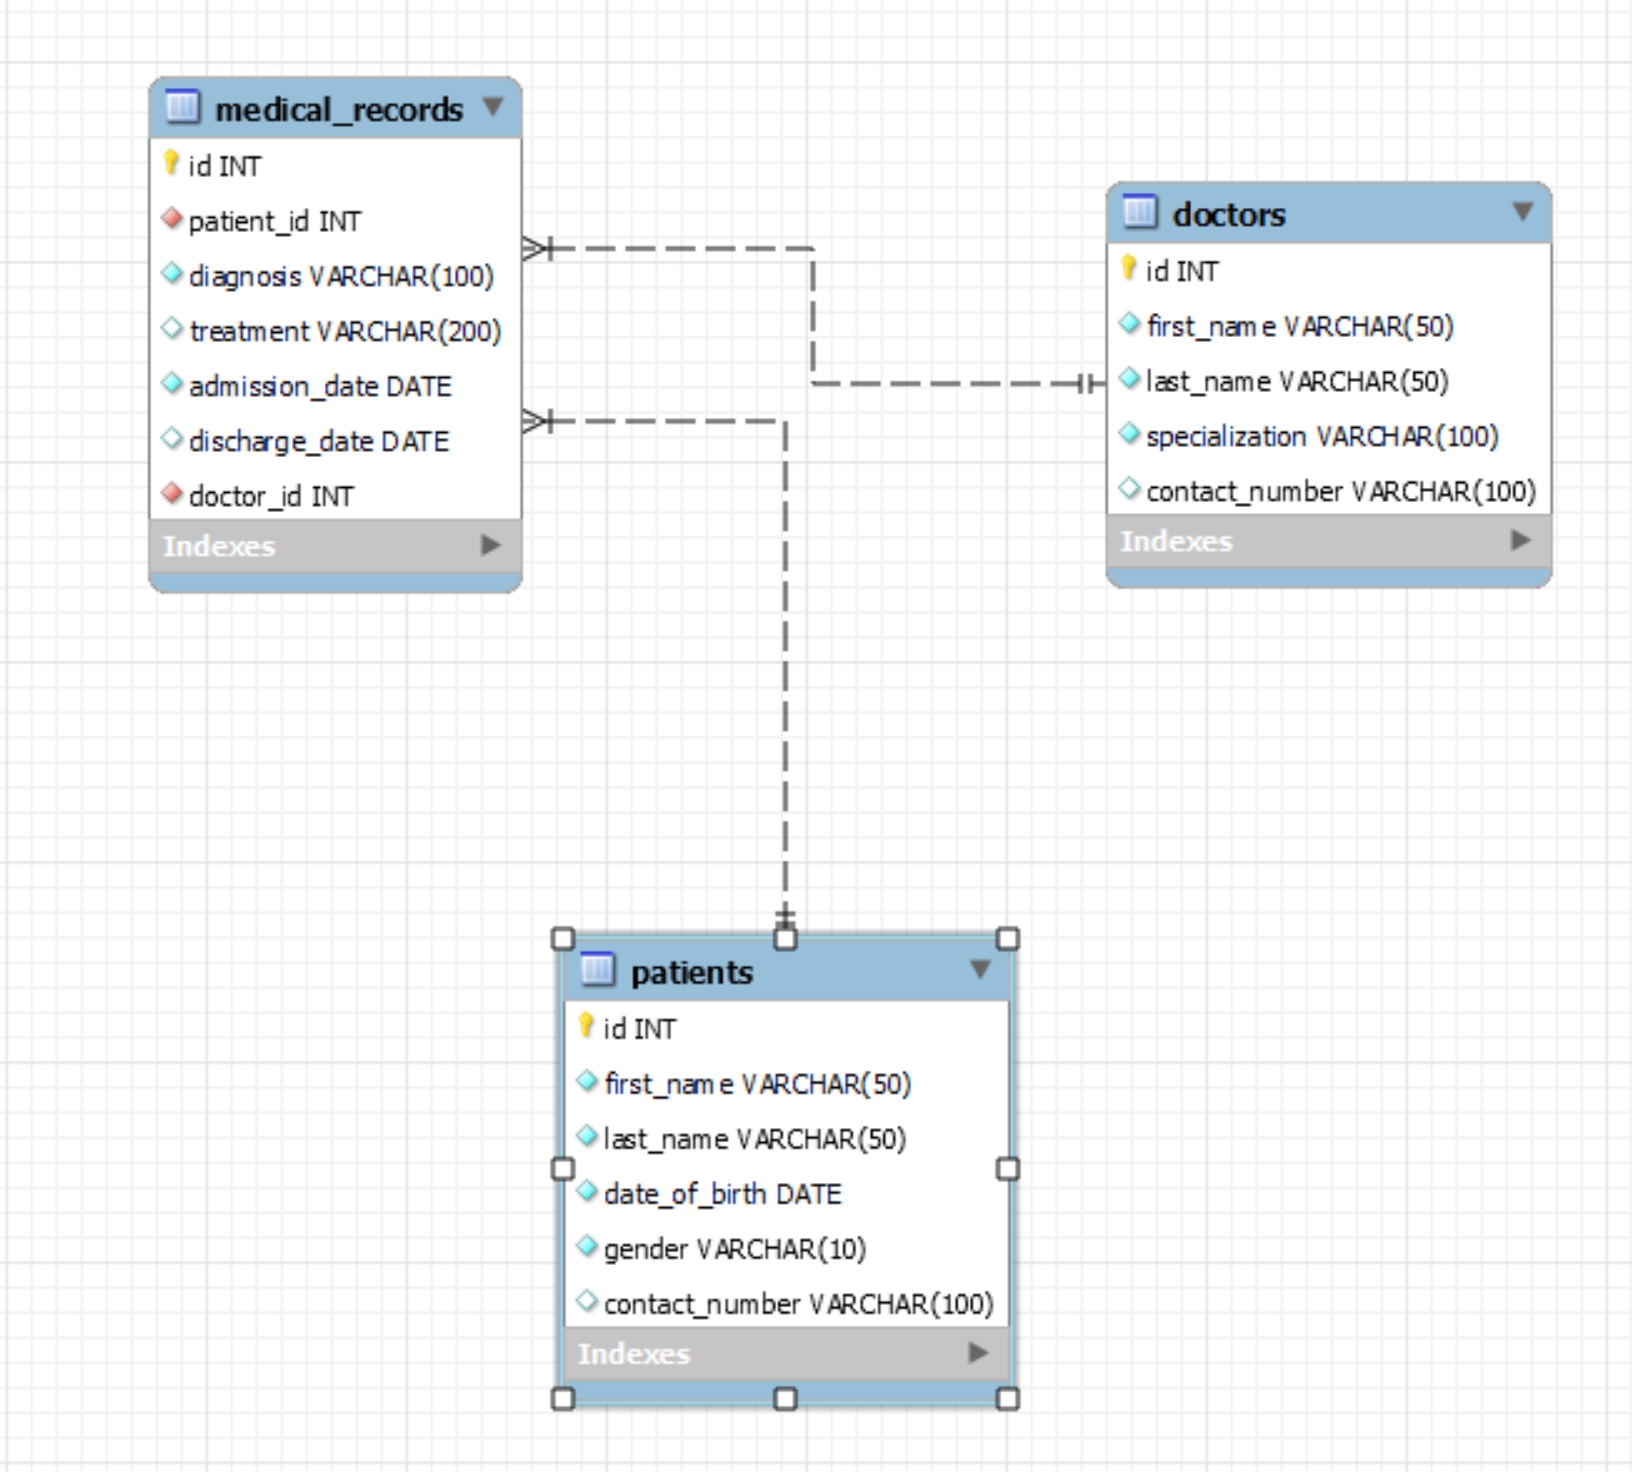 medical_records
id INT
patient_id INT
diagnosis VARCHAR(100)
treatment VARCHAR(200)
admission_date DATE
discharge_date DATE
doctor_id INT
Indexes
doctors
id INT
first_name VARCHAR(50)
last_name VARCHAR(50)
specialization VARCHAR(100)
contact_number VARCHAR(100)
Indexes
patients
id INT
first_name VARCHAR(50)
last_name VARCHAR(50)
date_of_birth DATE
gender VARCHAR(10)
contact_number VARCHAR(100)
Indexes